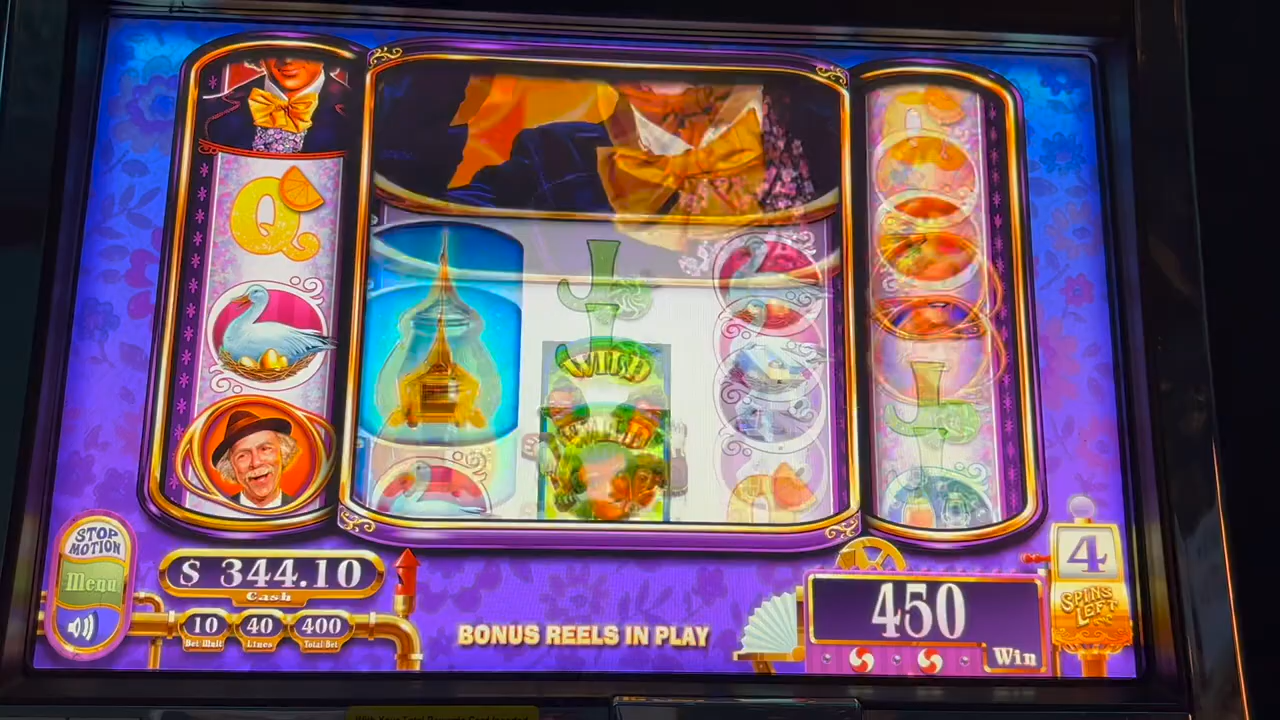 Q
WILD
STOP
MOTION
Menu
$ 344.10
Cash
10
Bet Mult
40
Lines
400
Total Bet
BONUS REELS IN PLAY
450
Win
4
SPINS
LEFT